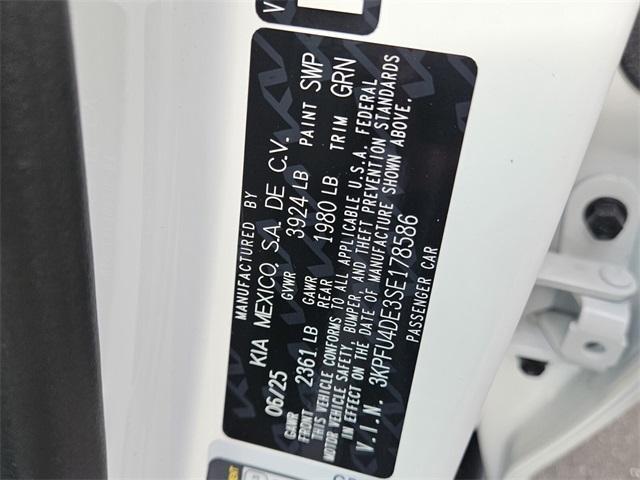 MANUFACTURED BY
KIA MEXICO, S.A. DE C.V.
06/25 GVWR 3924 LB PAINT SWP
GAWR FRONT 2361 LB GAWR REAR 1980 LB TRIM GRN
THIS VEHICLE CONFORMS TO ALL APPLICABLE U.S.A. FEDERAL
MOTOR VEHICLE SAFETY, BUMPER, AND THEFT PREVENTION STANDARDS
IN EFFECT ON THE DATE OF MANUFACTURE SHOWN ABOVE.
V.I.N. 3KPFU4DE3SE178586
PASSENGER CAR